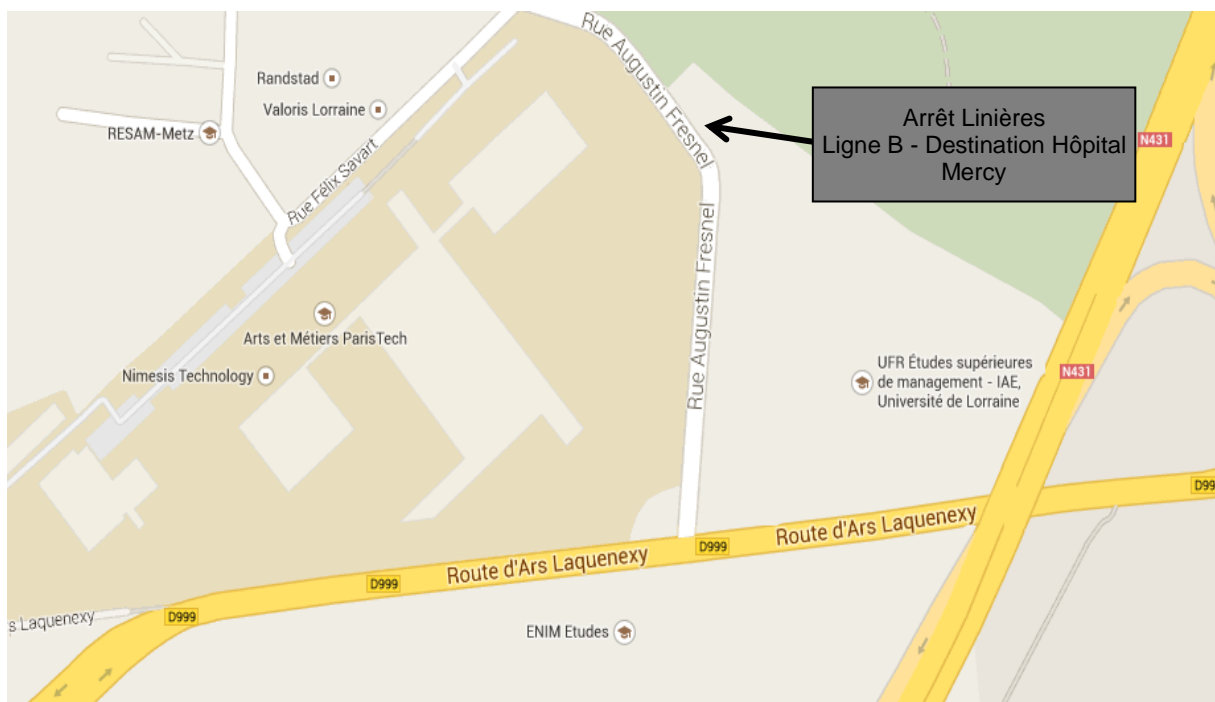 Rue Augustin Fresnel
Randstad
Valoris Lorraine
RESAM-Metz
Rue Félix Savart
Arrêt Linières
Ligne B - Destination Hôpital
Mercy
N431
Rue Augustin Fresnel
Arts et Métiers ParisTech
Nimesis Technology
UFR Études supérieures
de management - IAE,
Université de Lorraine
N431
D99
Route d'Ars Laquenexy
D999
Route d'Ars Laquenexy
D999
D999
s Laquenexy
ENIM Etudes